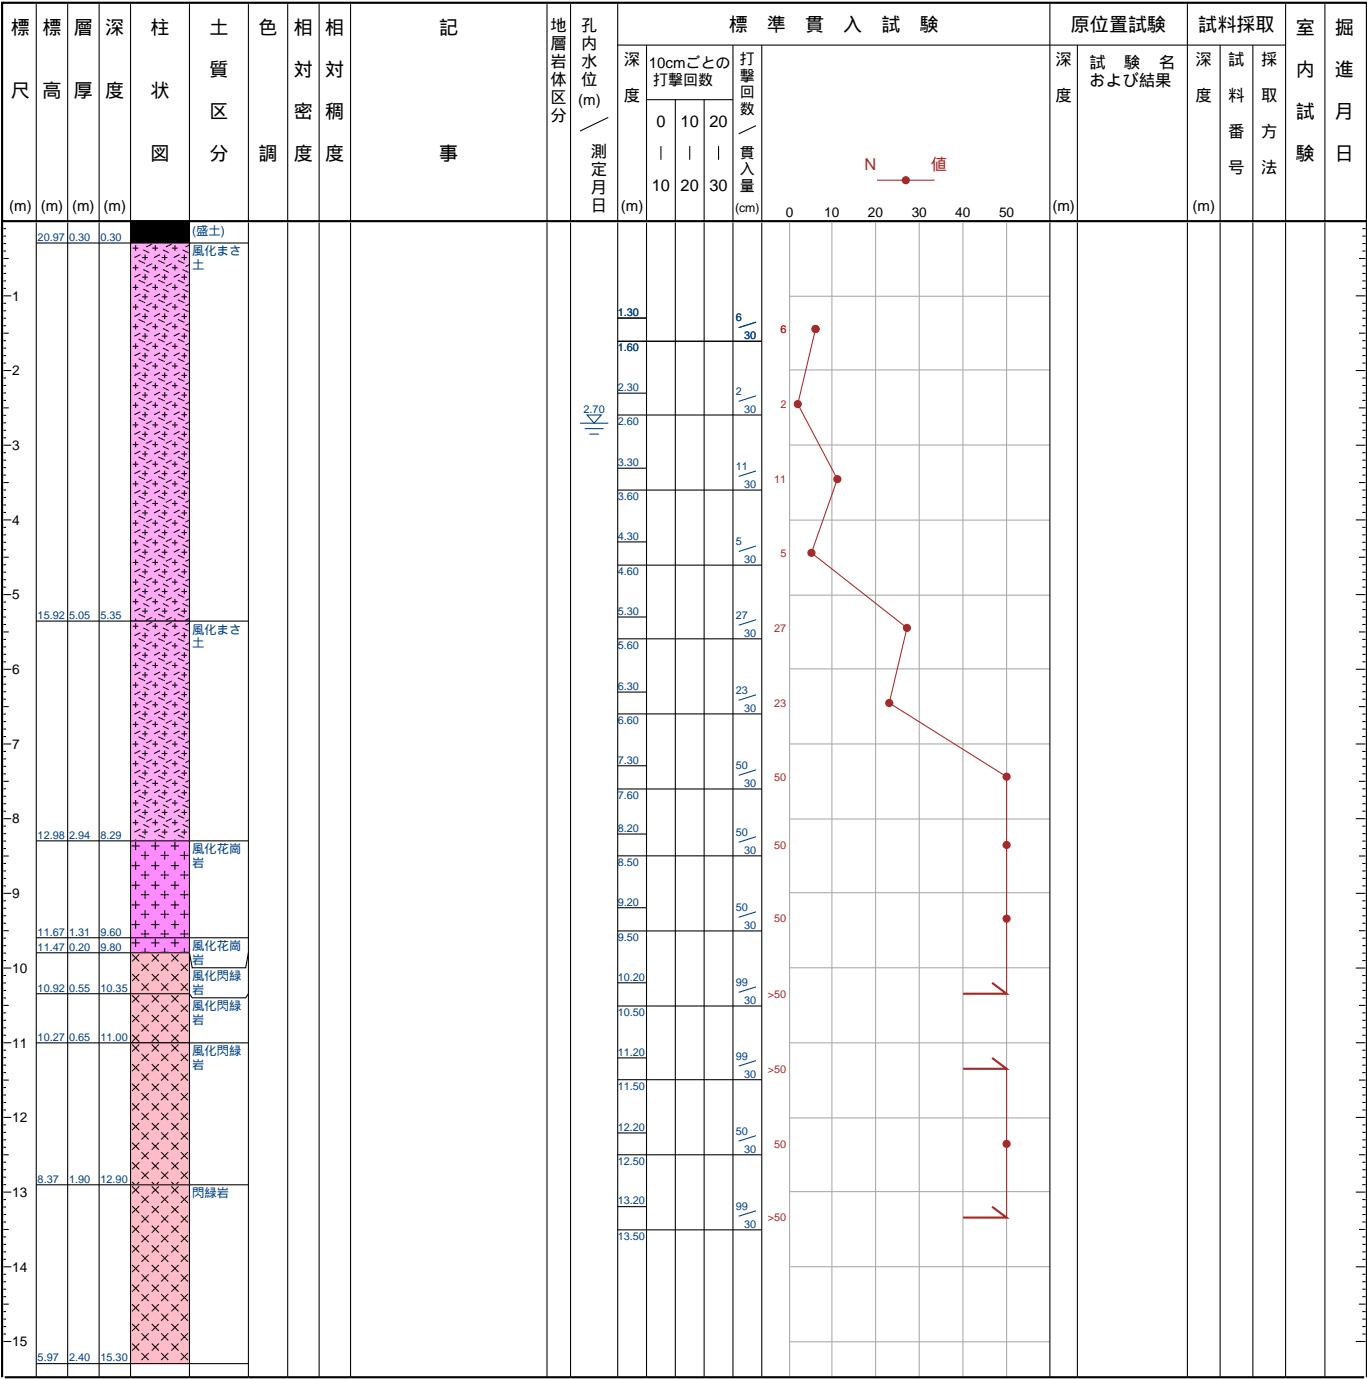 標尺 (m)
標高 (m)
層厚 (m)
深度 (m)
柱状図
土質区分
色調
相対密度
相対稠度
記事
地層岩体区分
孔内水位(m)／測定月日
標準貫入試験
深度 (m)
10cmごとの
打撃回数
0 10 20
| | |
10 20 30
打撃回数／貫入量 (cm)
N 値
0 10 20 30 40 50
原位置試験
深度 (m)
試験名
および結果
試料採取
深度 (m)
試料番号
採取方法
室内試験
掘進月日
20.97 0.30 0.30 (盛土)
風化まさ
土
15.92 5.05 5.35
風化まさ
土
12.98 2.94 8.29
風化花崗
岩
11.67 1.31 9.60
風化花崗
岩
11.47 0.20 9.80
風化閃緑
岩
10.92 0.55 10.35
風化閃緑
岩
10.27 0.65 11.00
風化閃緑
岩
8.37 1.90 12.90
閃緑岩
5.97 2.40 15.30
1
2
3
4
5
6
7
8
9
10
11
12
13
14
15
2.70
1.30 6
30 6
1.60
2.30 2
30 2
2.60
3.30 11
30 11
3.60
4.30 5
30 5
4.60
5.30 27
30 27
5.60
6.30 23
30 23
6.60
7.30 50
30 50
7.60
8.20 50
30 50
8.50
9.20 50
30 50
9.50
10.20 99
30 >50
10.50
11.20 99
30 >50
11.50
12.20 50
30 50
12.50
13.20 99
30 >50
13.50